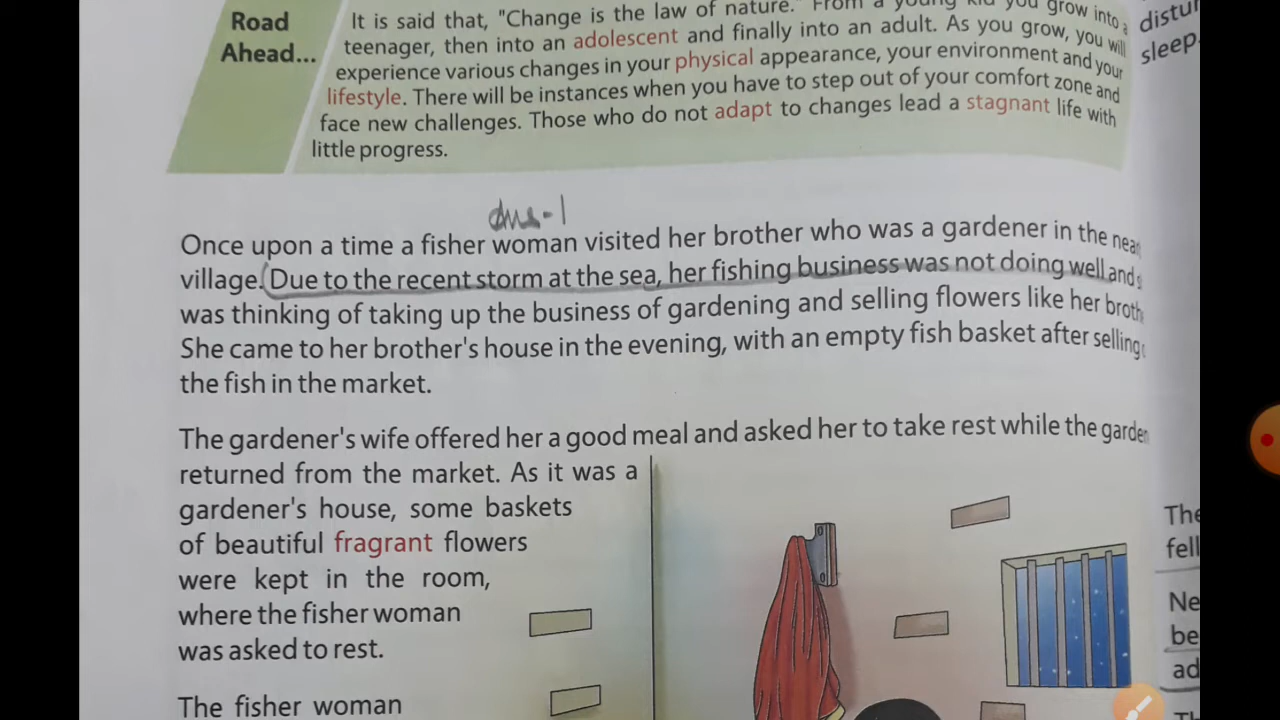 Road
Ahead...
It is said that, "Change is the law of nature." From a young kid you grow into a
teenager, then into an adolescent and finally into an adult. As you grow, you will
experience various changes in your physical appearance, your environment and your
lifestyle. There will be instances when you have to step out of your comfort zone and
face new challenges. Those who do not adapt to changes lead a stagnant life with
little progress.
sleep.
Ans-1
Once upon a time a fisher woman visited her brother who was a gardener in the
village. Due to the recent storm at the sea, her fishing business was not doing well and
was thinking of taking up the business of gardening and selling flowers like her
She came to her brother's house in the evening, with an empty fish basket after selling
the fish in the market.
The gardener's wife offered her a good meal and asked her to take rest while the
returned from the market. As it was a
gardener's house, some baskets
of beautiful fragrant flowers
were kept in the room,
where the fisher woman
was asked to rest.
The fisher woman
The
fell
Ne
be
ad